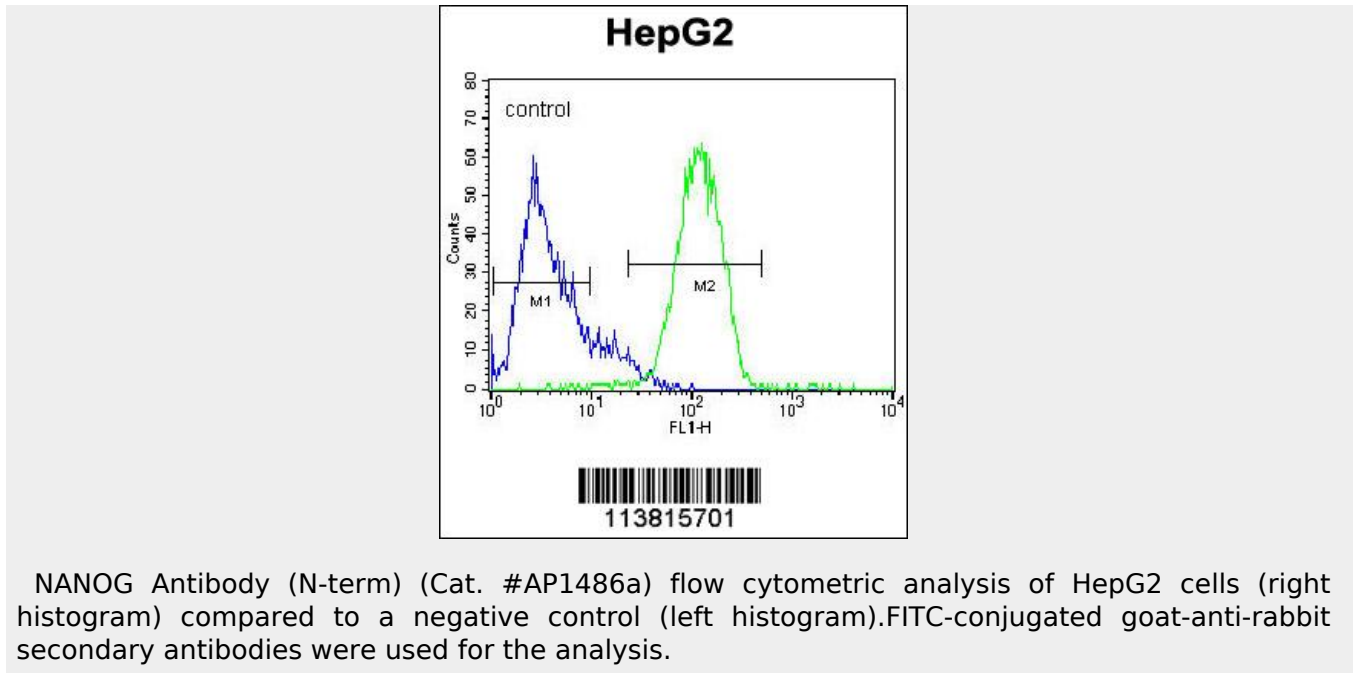 HepG2
control
80
70
60
50
40
30
20
10
0
Counts
M1
M2
10^0 10^1 10^2 10^3 10^4
FL1-H
113815701
NANOG Antibody (N-term) (Cat. #AP1486a) flow cytometric analysis of HepG2 cells (right
histogram) compared to a negative control (left histogram).FITC-conjugated goat-anti-rabbit
secondary antibodies were used for the analysis.